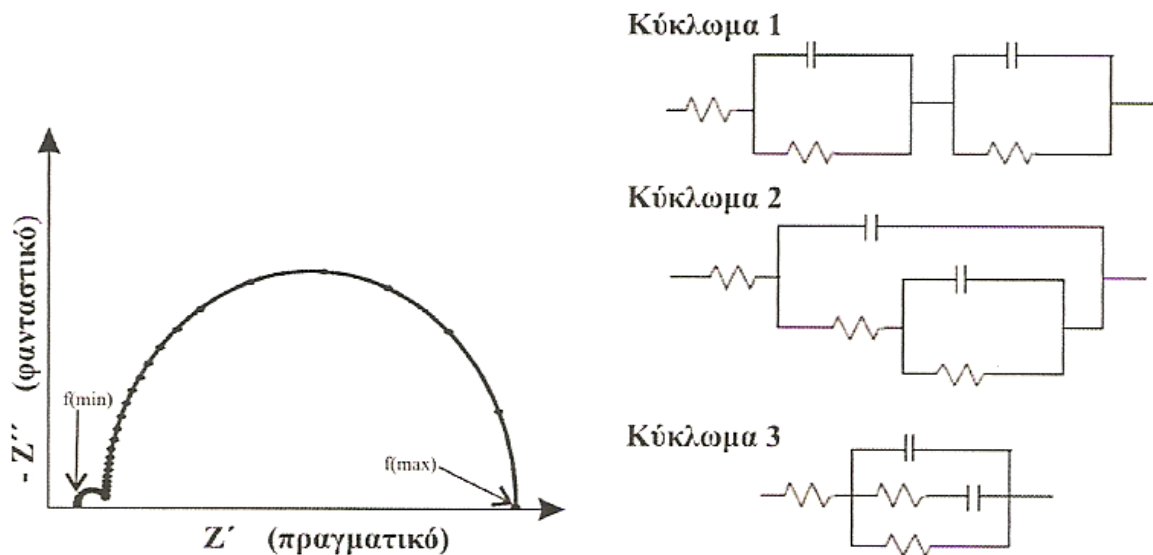 - Z΄΄ (φανταστικό)
f(min)
f(max)
Z΄ (πραγματικό)
Κύκλωμα 1
Κύκλωμα 2
Κύκλωμα 3